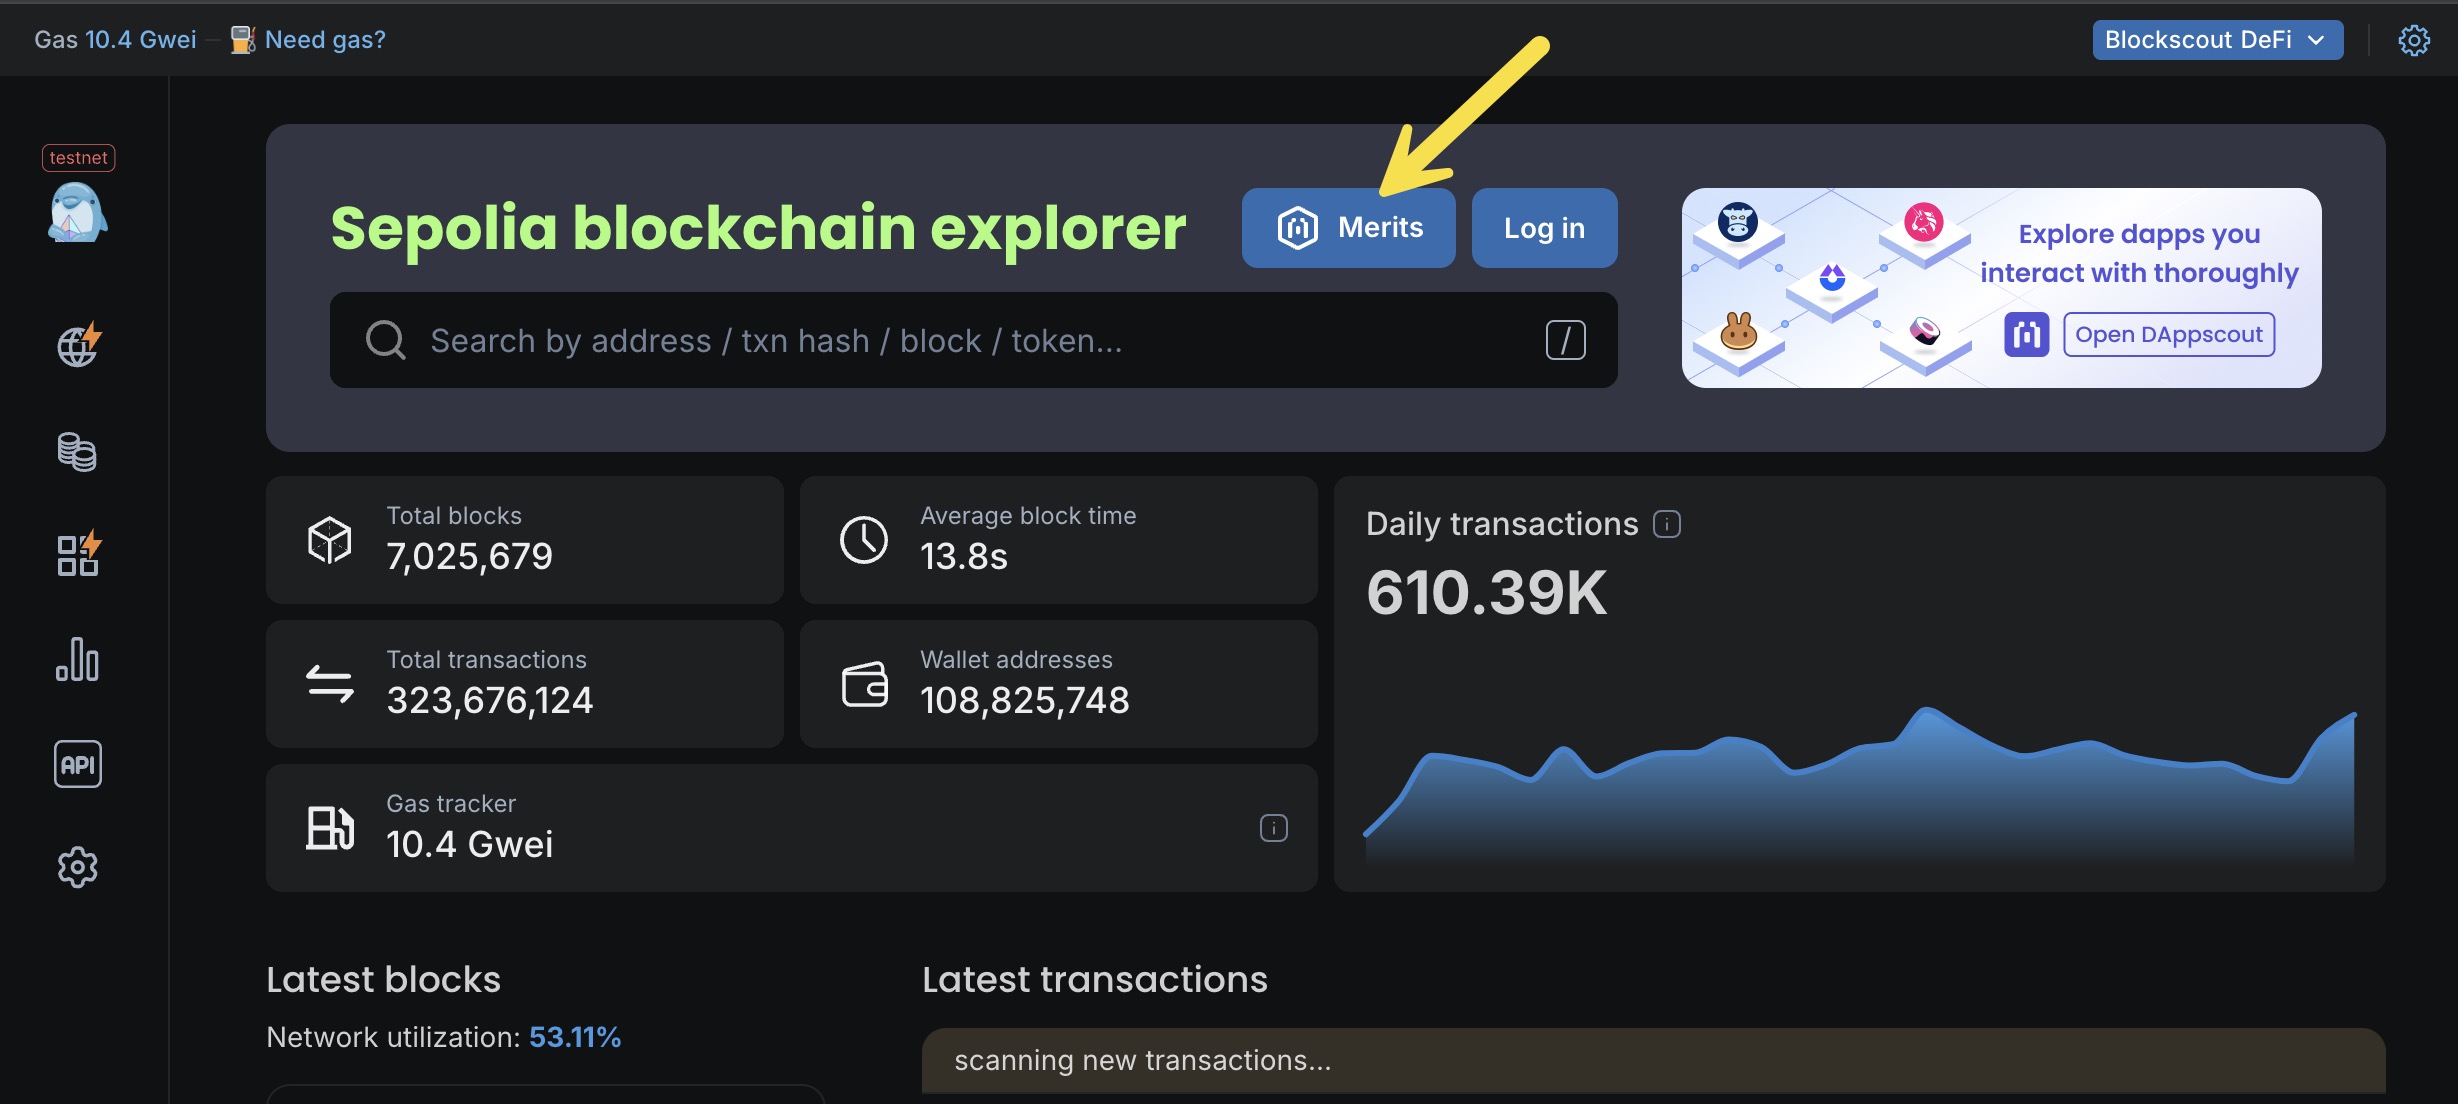 Gas 10.4 Gwei
Need gas?
Blockscout DeFi
testnet
Sepolia blockchain explorer
Merits
Log in
Search by address / txn hash / block / token...
/
Explore dapps you
interact with thoroughly
Open DAppscout
Total blocks
7,025,679
Average block time
13.8s
Total transactions
323,676,124
Wallet addresses
108,825,748
Gas tracker
10.4 Gwei
Daily transactions
610.39K
API
Latest blocks
Network utilization: 53.11%
Latest transactions
scanning new transactions...